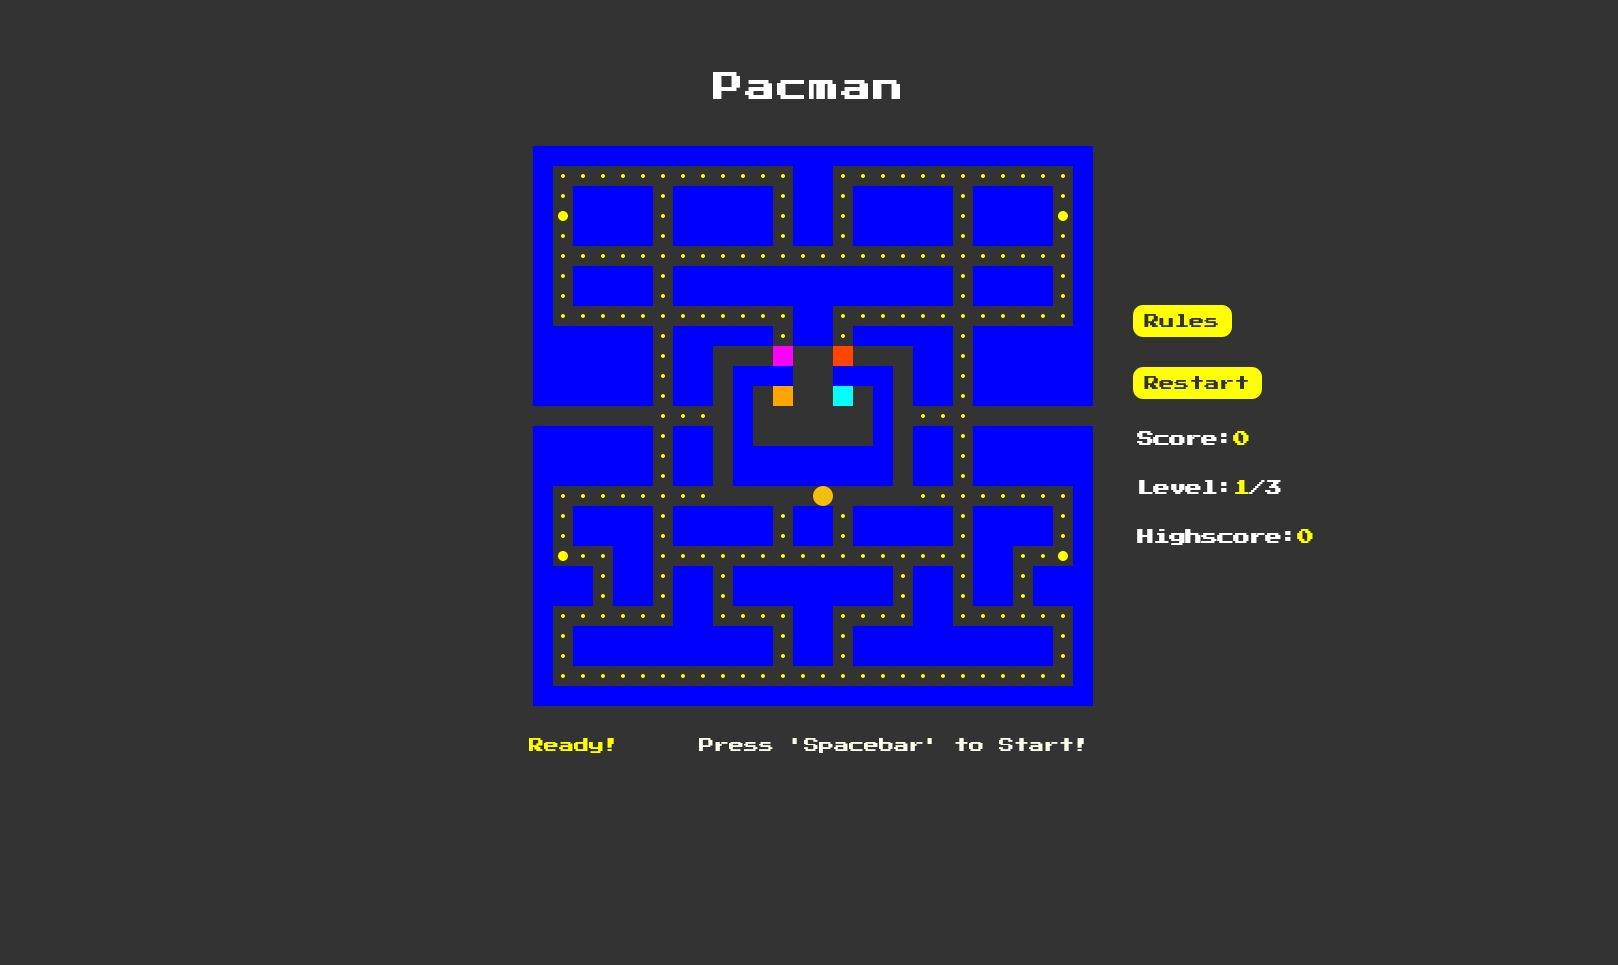 Pacman
Rules
Restart
Score:0
Level:1/3
Highscore:0
Ready! Press 'Spacebar' to Start!